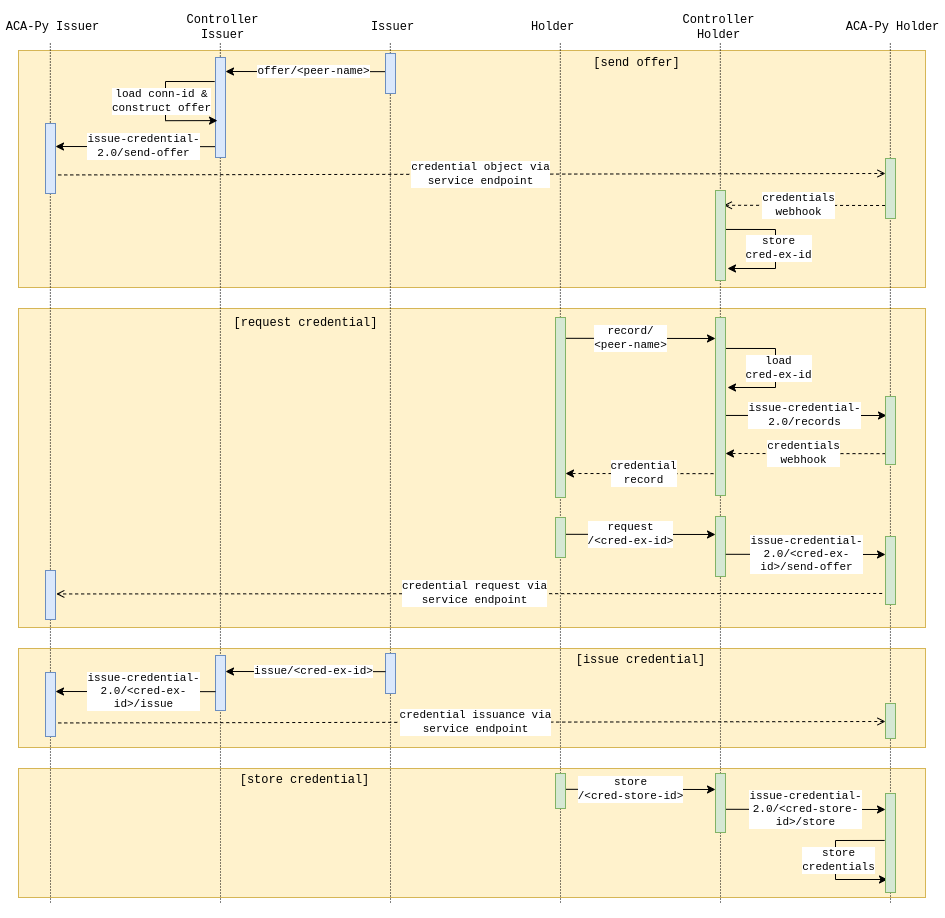 ACA-Py Issuer
Controller
Issuer
Issuer
Holder
Controller
Holder
ACA-Py Holder
[send offer]
offer/<peer-name>
load conn-id &
construct offer
issue-credential-
2.0/send-offer
credential object via
service endpoint
credentials
webhook
store
cred-ex-id
[request credential]
record/
<peer-name>
load
cred-ex-id
issue-credential-
2.0/records
credentials
webhook
credential
record
request
/<cred-ex-id>
issue-credential-
2.0/<cred-ex-
id>/send-offer
credential request via
service endpoint
[issue credential]
issue/<cred-ex-id>
issue-credential-
2.0/<cred-ex-
id>/issue
credential issuance via
service endpoint
[store credential]
store
/<cred-store-id>
issue-credential-
2.0/<cred-store-
id>/store
store
credentials